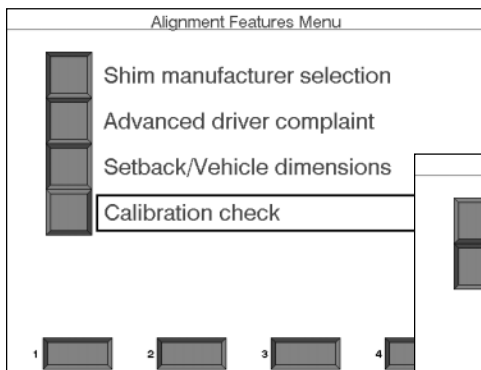 Alignment Features Menu
Shim manufacturer selection
Advanced driver complaint
Setback/Vehicle dimensions
Calibration check
1 2 3 4